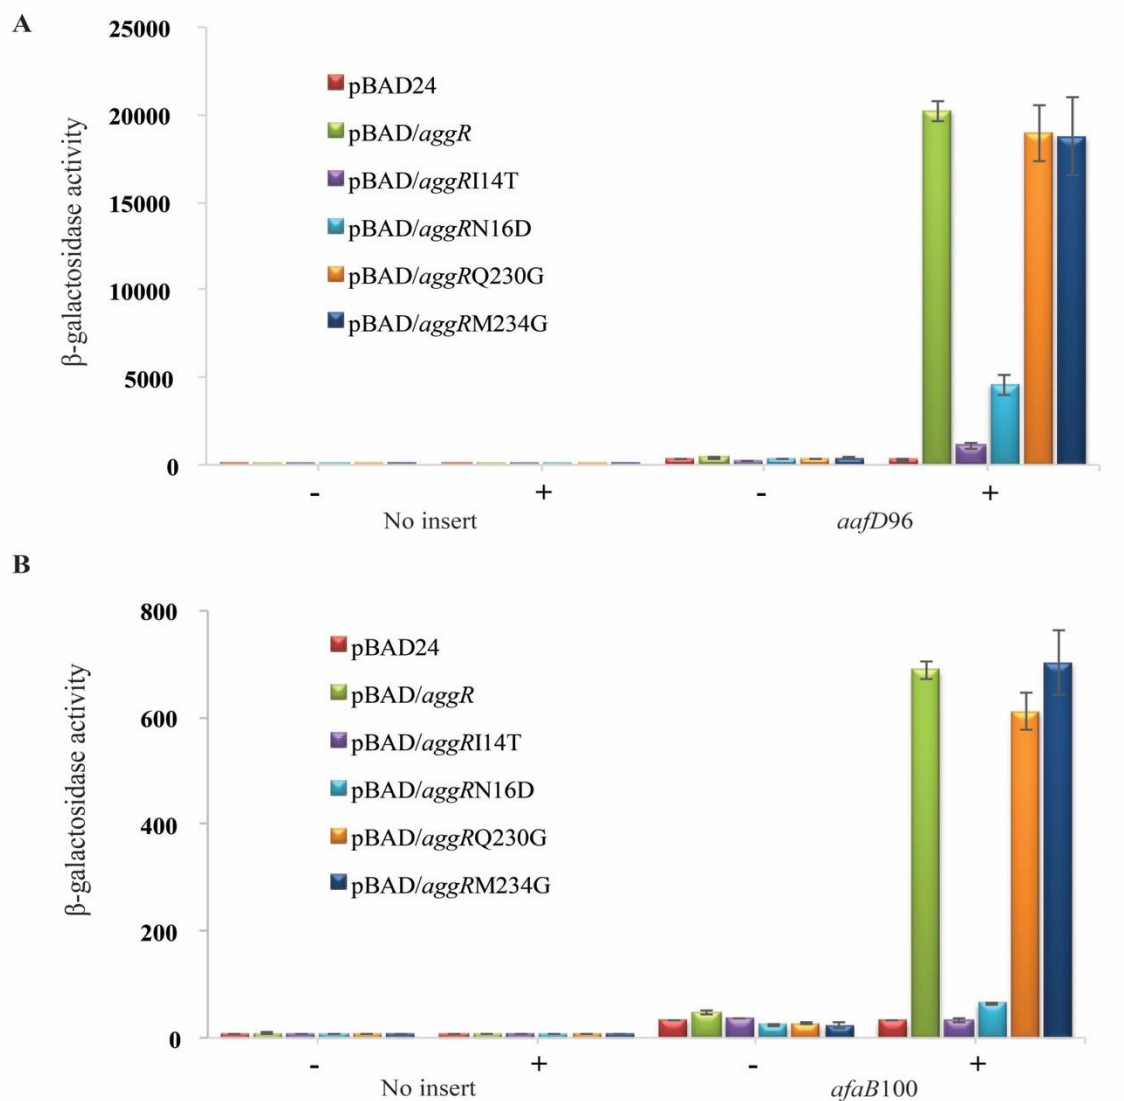 A
25000
20000
15000
10000
5000
0
β-galactosidase activity
pBAD24
pBAD/aggR
pBAD/aggRI14T
pBAD/aggRN16D
pBAD/aggRQ230G
pBAD/aggRM234G
- + - +
No insert aafD96
B
800
600
400
200
0
β-galactosidase activity
pBAD24
pBAD/aggR
pBAD/aggRI14T
pBAD/aggRN16D
pBAD/aggRQ230G
pBAD/aggRM234G
- + - +
No insert afaB100